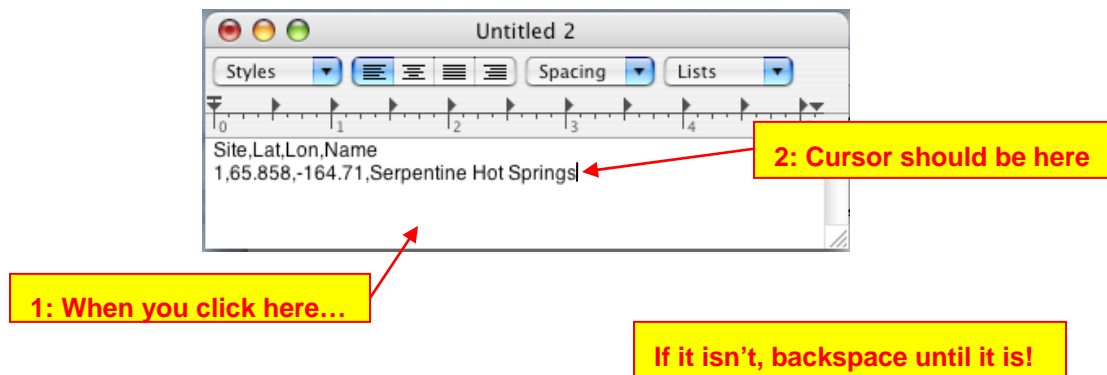 Untitled 2
Styles Spacing Lists
0 1 2 3 4
Site,Lat,Lon,Name
1,65.858,-164.71,Serpentine Hot Springs
2: Cursor should be here
1: When you click here…
If it isn’t, backspace until it is!